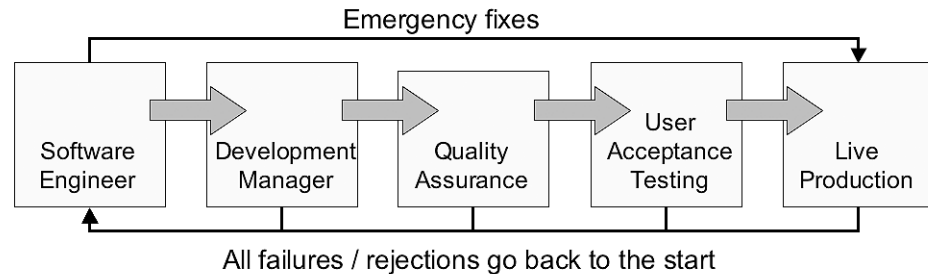 Emergency fixes
Software
Engineer
Development
Manager
Quality
Assurance
User
Acceptance
Testing
Live
Production
All failures / rejections go back to the start